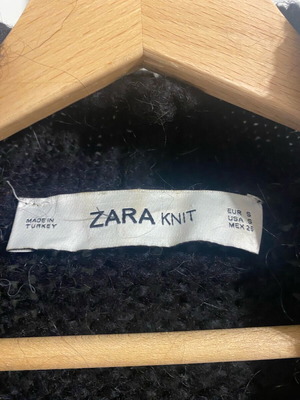 MADE IN
TURKEY
ZARA KNIT
EUR S
USA S
MEX 26